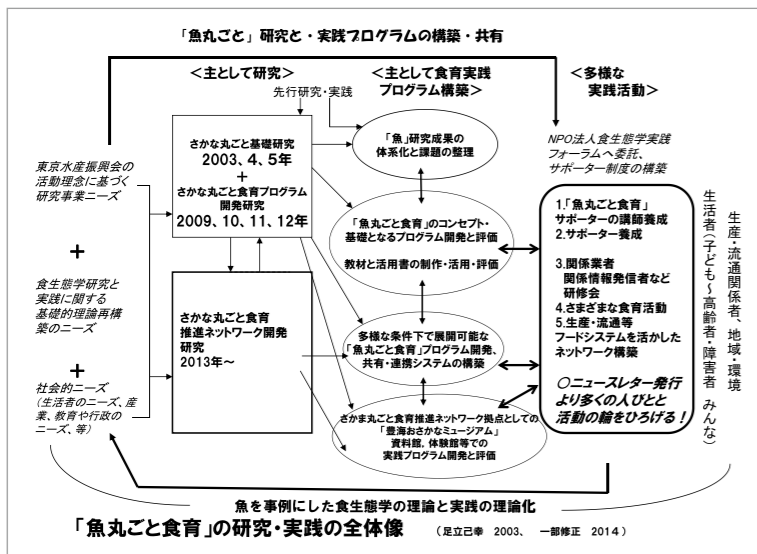 「魚丸ごと」研究と・実践プログラムの構築・共有
＜主として研究＞
＜主として食育実践
プログラム構築＞
＜多様な
実践活動＞
先行研究・実践
東京水産振興会の
活動理念に基づく
研究事業ニーズ
＋
食生態学研究と
実践に関する
基礎的理論再構
築のニーズ
＋
社会的ニーズ
（生活者のニーズ、産
業、教育や行政の
ニーズ、等）
さかな丸ごと基礎研究
2003、4、5年
＋
さかな丸ごと食育プログラム
開発研究
2009、10、11、12年
さかな丸ごと食育
推進ネットワーク開発
研究
2013年～
「魚」研究成果の
体系化と課題の整理
「魚丸ごと食育」のコンセプト・
基礎となるプログラム開発と評価
教材と活用書の制作・活用・評価
多様な条件下で展開可能な
「魚丸ごと食育」プログラム開発、
共有・連携システムの構築
さかま丸ごと食育推進ネットワーク拠点としての
「豊海おさかなミュージアム」
資料館，体験館等での
実践プログラム開発と評価
NPO法人食生態学実践
フォーラムへ委託、
サポーター制度の構築
1.「魚丸ごと食育」
サポーターの講師養成
2.サポーター養成
3.関係業者
関係情報発信者など
研修会
4.さまざまな食育活動
5.生産・流通等
フードシステムを活かした
ネットワーク構築
○ニュースレター発行
より多くの人びとと
活動の輪をひろげる！
生活者（子ども～高齢者・障害者　みんな）
生産・流通関係者、地域・環境
魚を事例にした食生態学の理論と実践の理論化
「魚丸ごと食育」の研究・実践の全体像
（足立己幸　2003、　一部修正　2014）